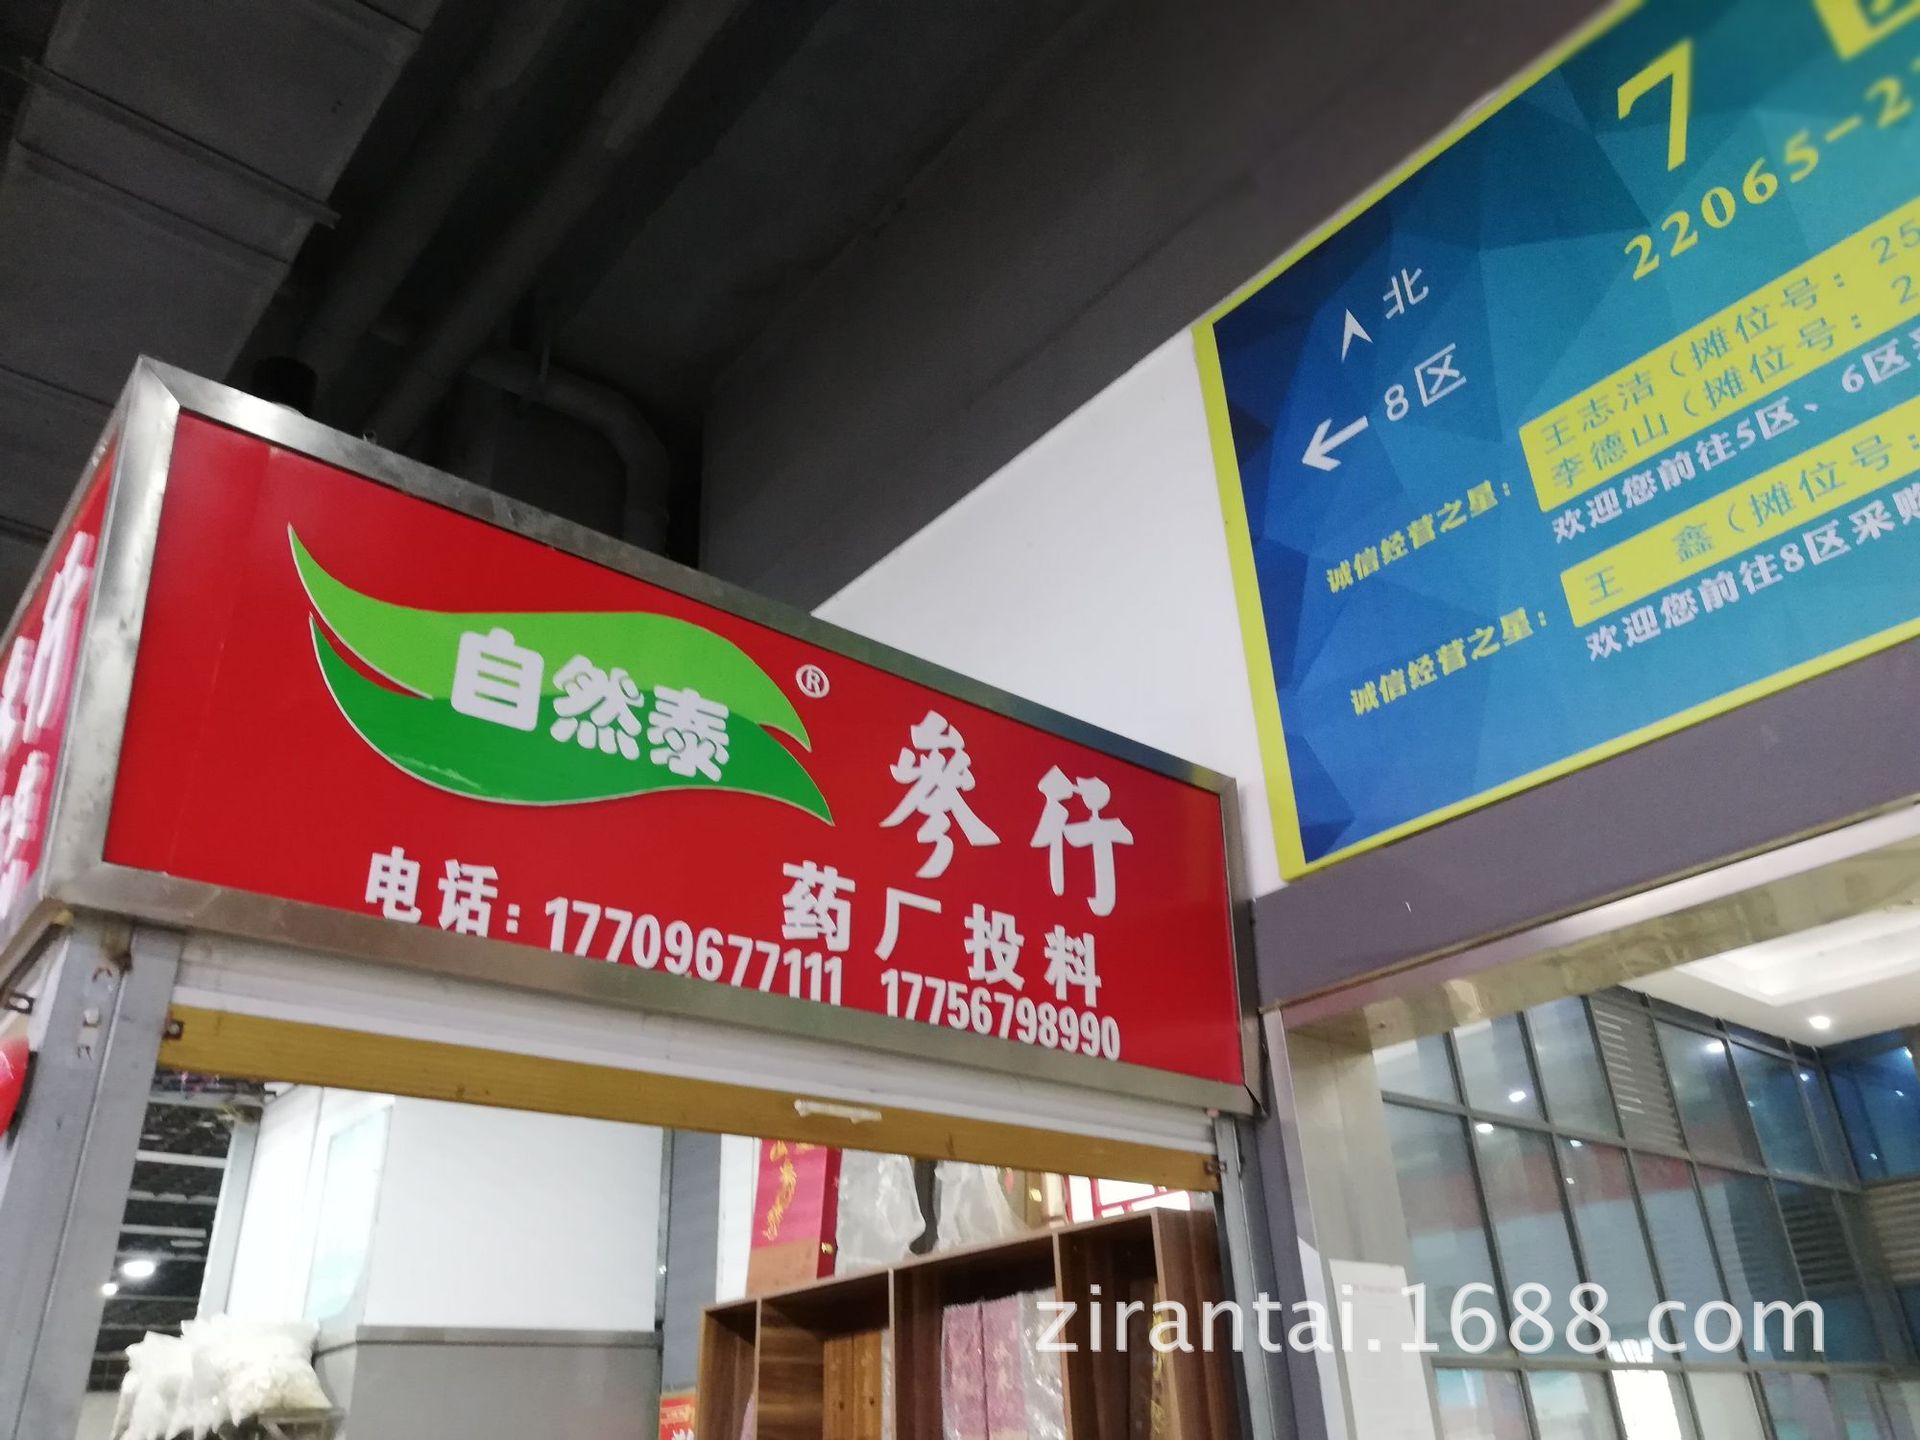 自然泰®
参行
药厂投料
电话：17709677111 17756798990
7
22065-2
北
8区
诚信经营之星：
王志洁（摊位号：25
李德山（摊位号：2
欢迎您前往5区、6区采
诚信经营之星：
王 鑫（摊位号：
欢迎您前往8区采购
zirantai.1688.com